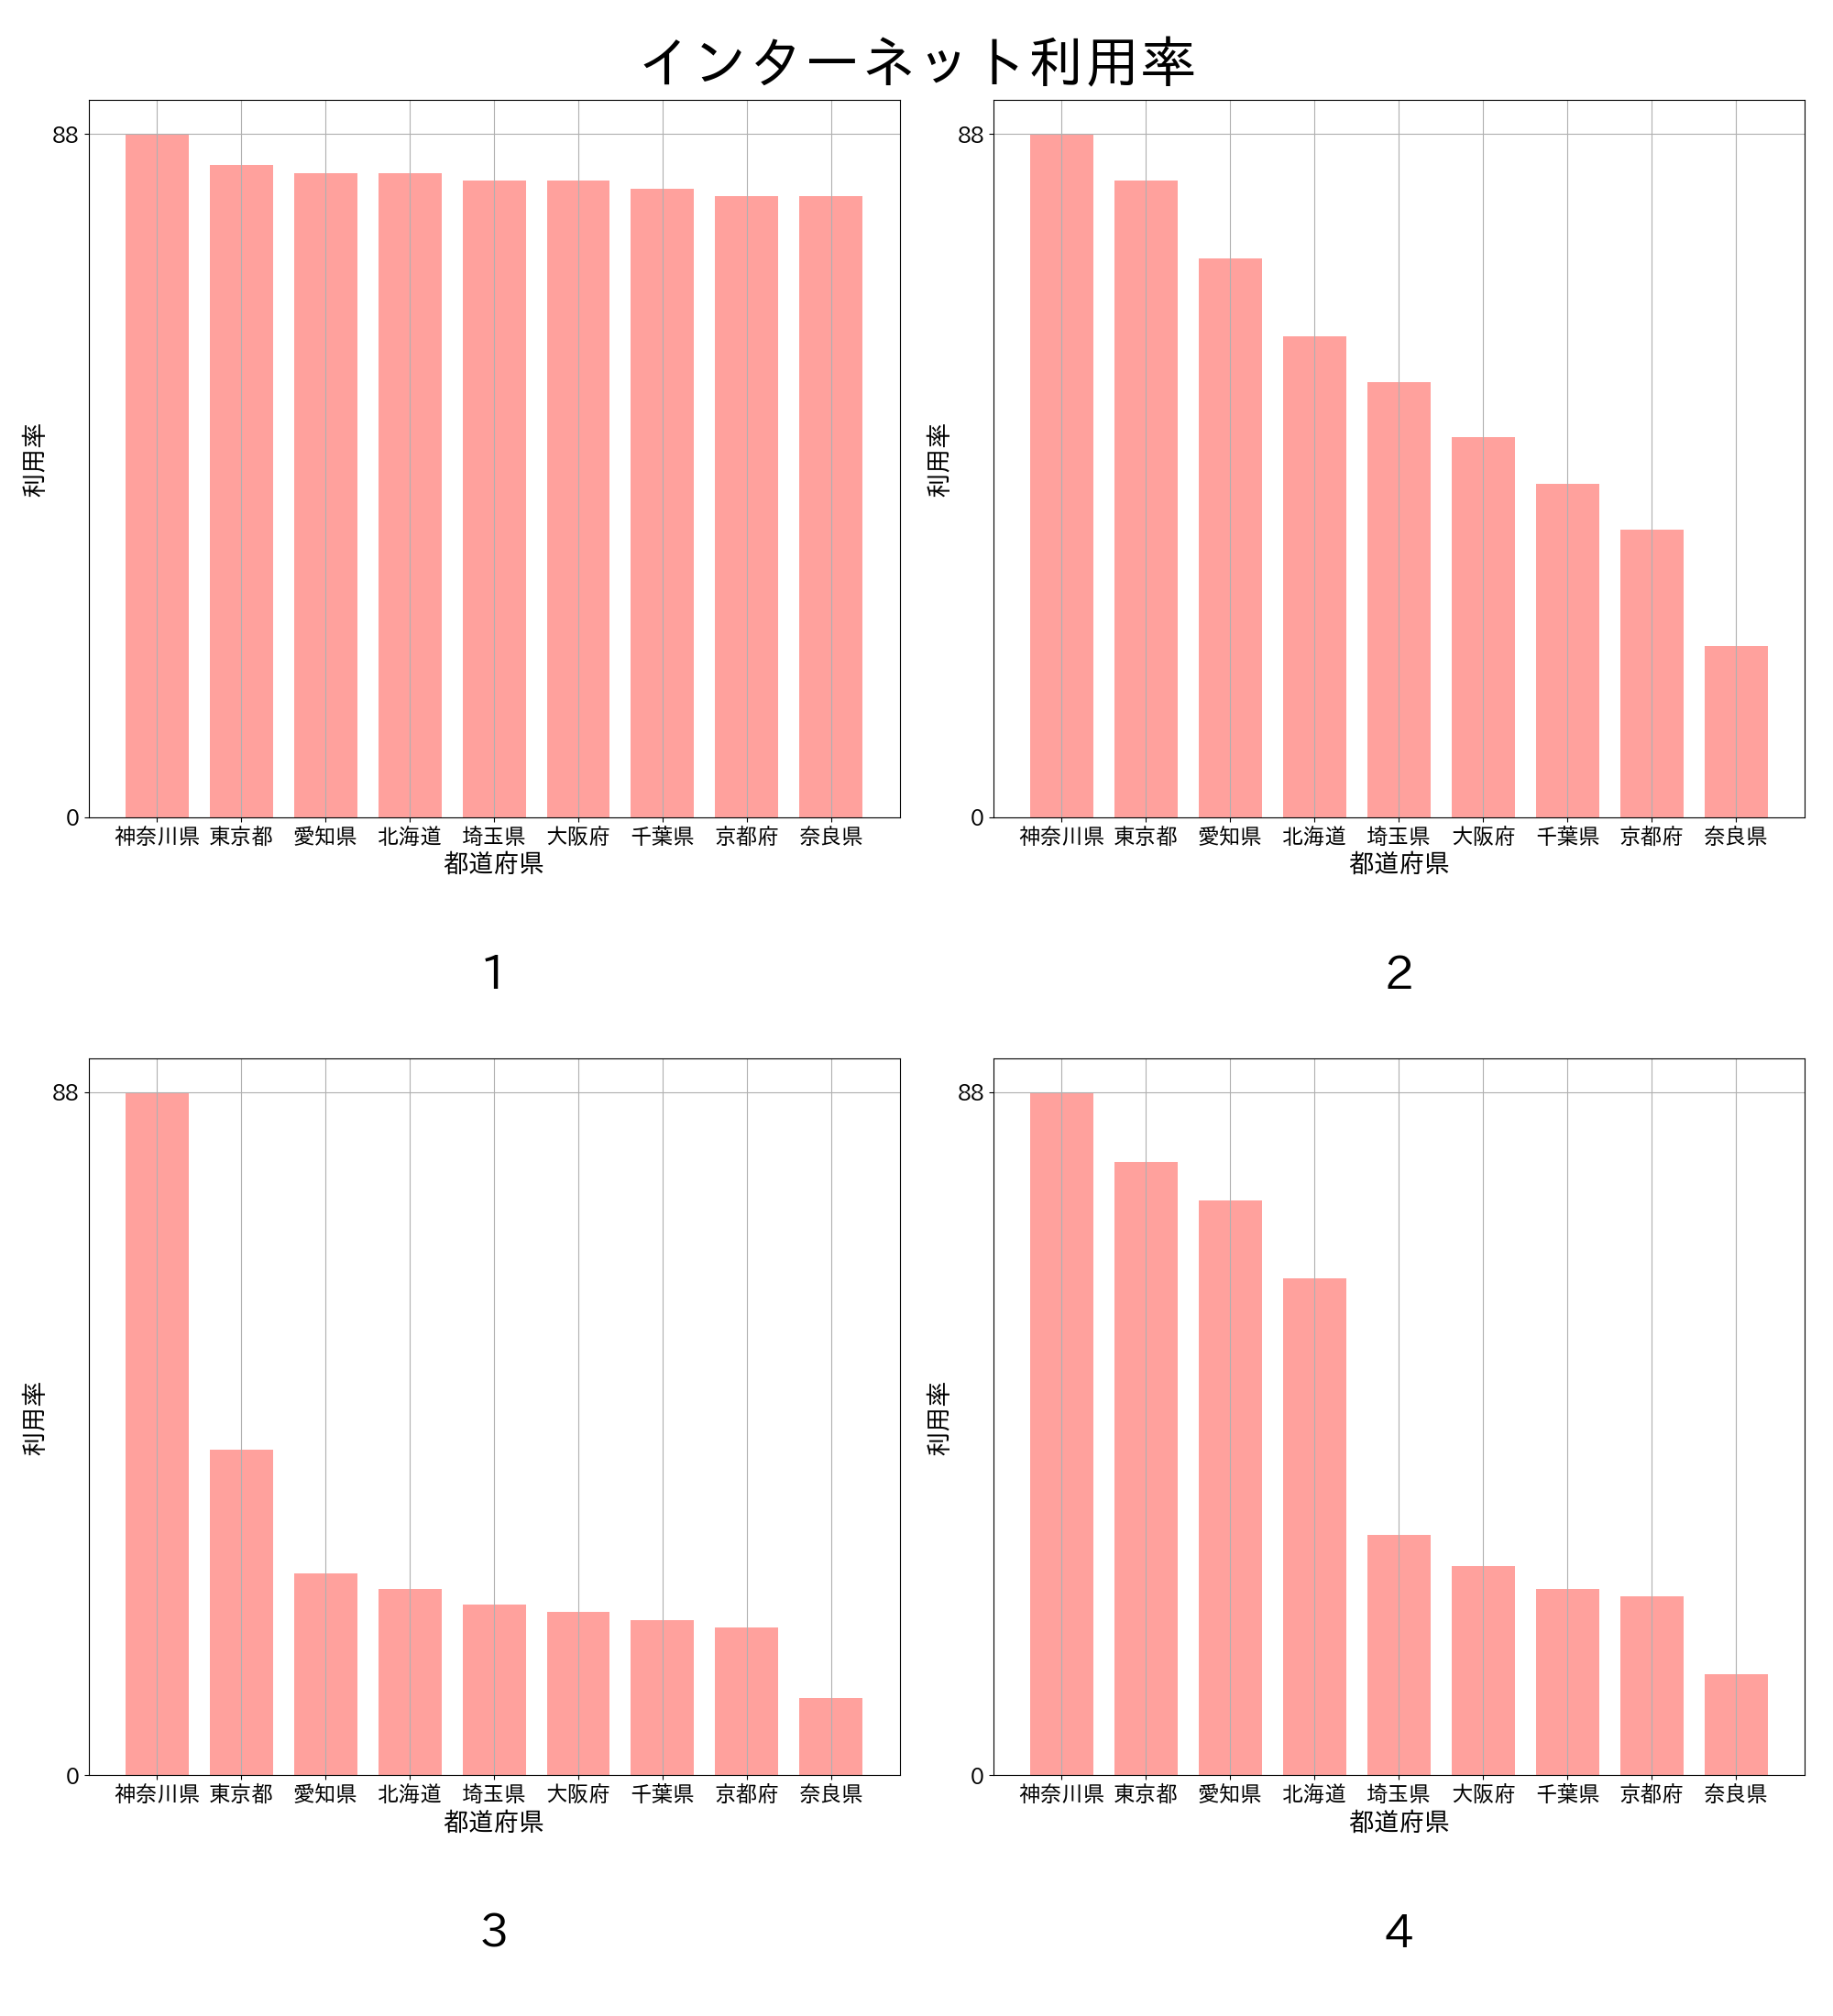 インターネット利用率
88
0
利用率
神奈川県 東京都 愛知県 北海道 埼玉県 大阪府 千葉県 京都府 奈良県
都道府県
1
88
0
利用率
神奈川県 東京都 愛知県 北海道 埼玉県 大阪府 千葉県 京都府 奈良県
都道府県
2
88
0
利用率
神奈川県 東京都 愛知県 北海道 埼玉県 大阪府 千葉県 京都府 奈良県
都道府県
3
88
0
利用率
神奈川県 東京都 愛知県 北海道 埼玉県 大阪府 千葉県 京都府 奈良県
都道府県
4